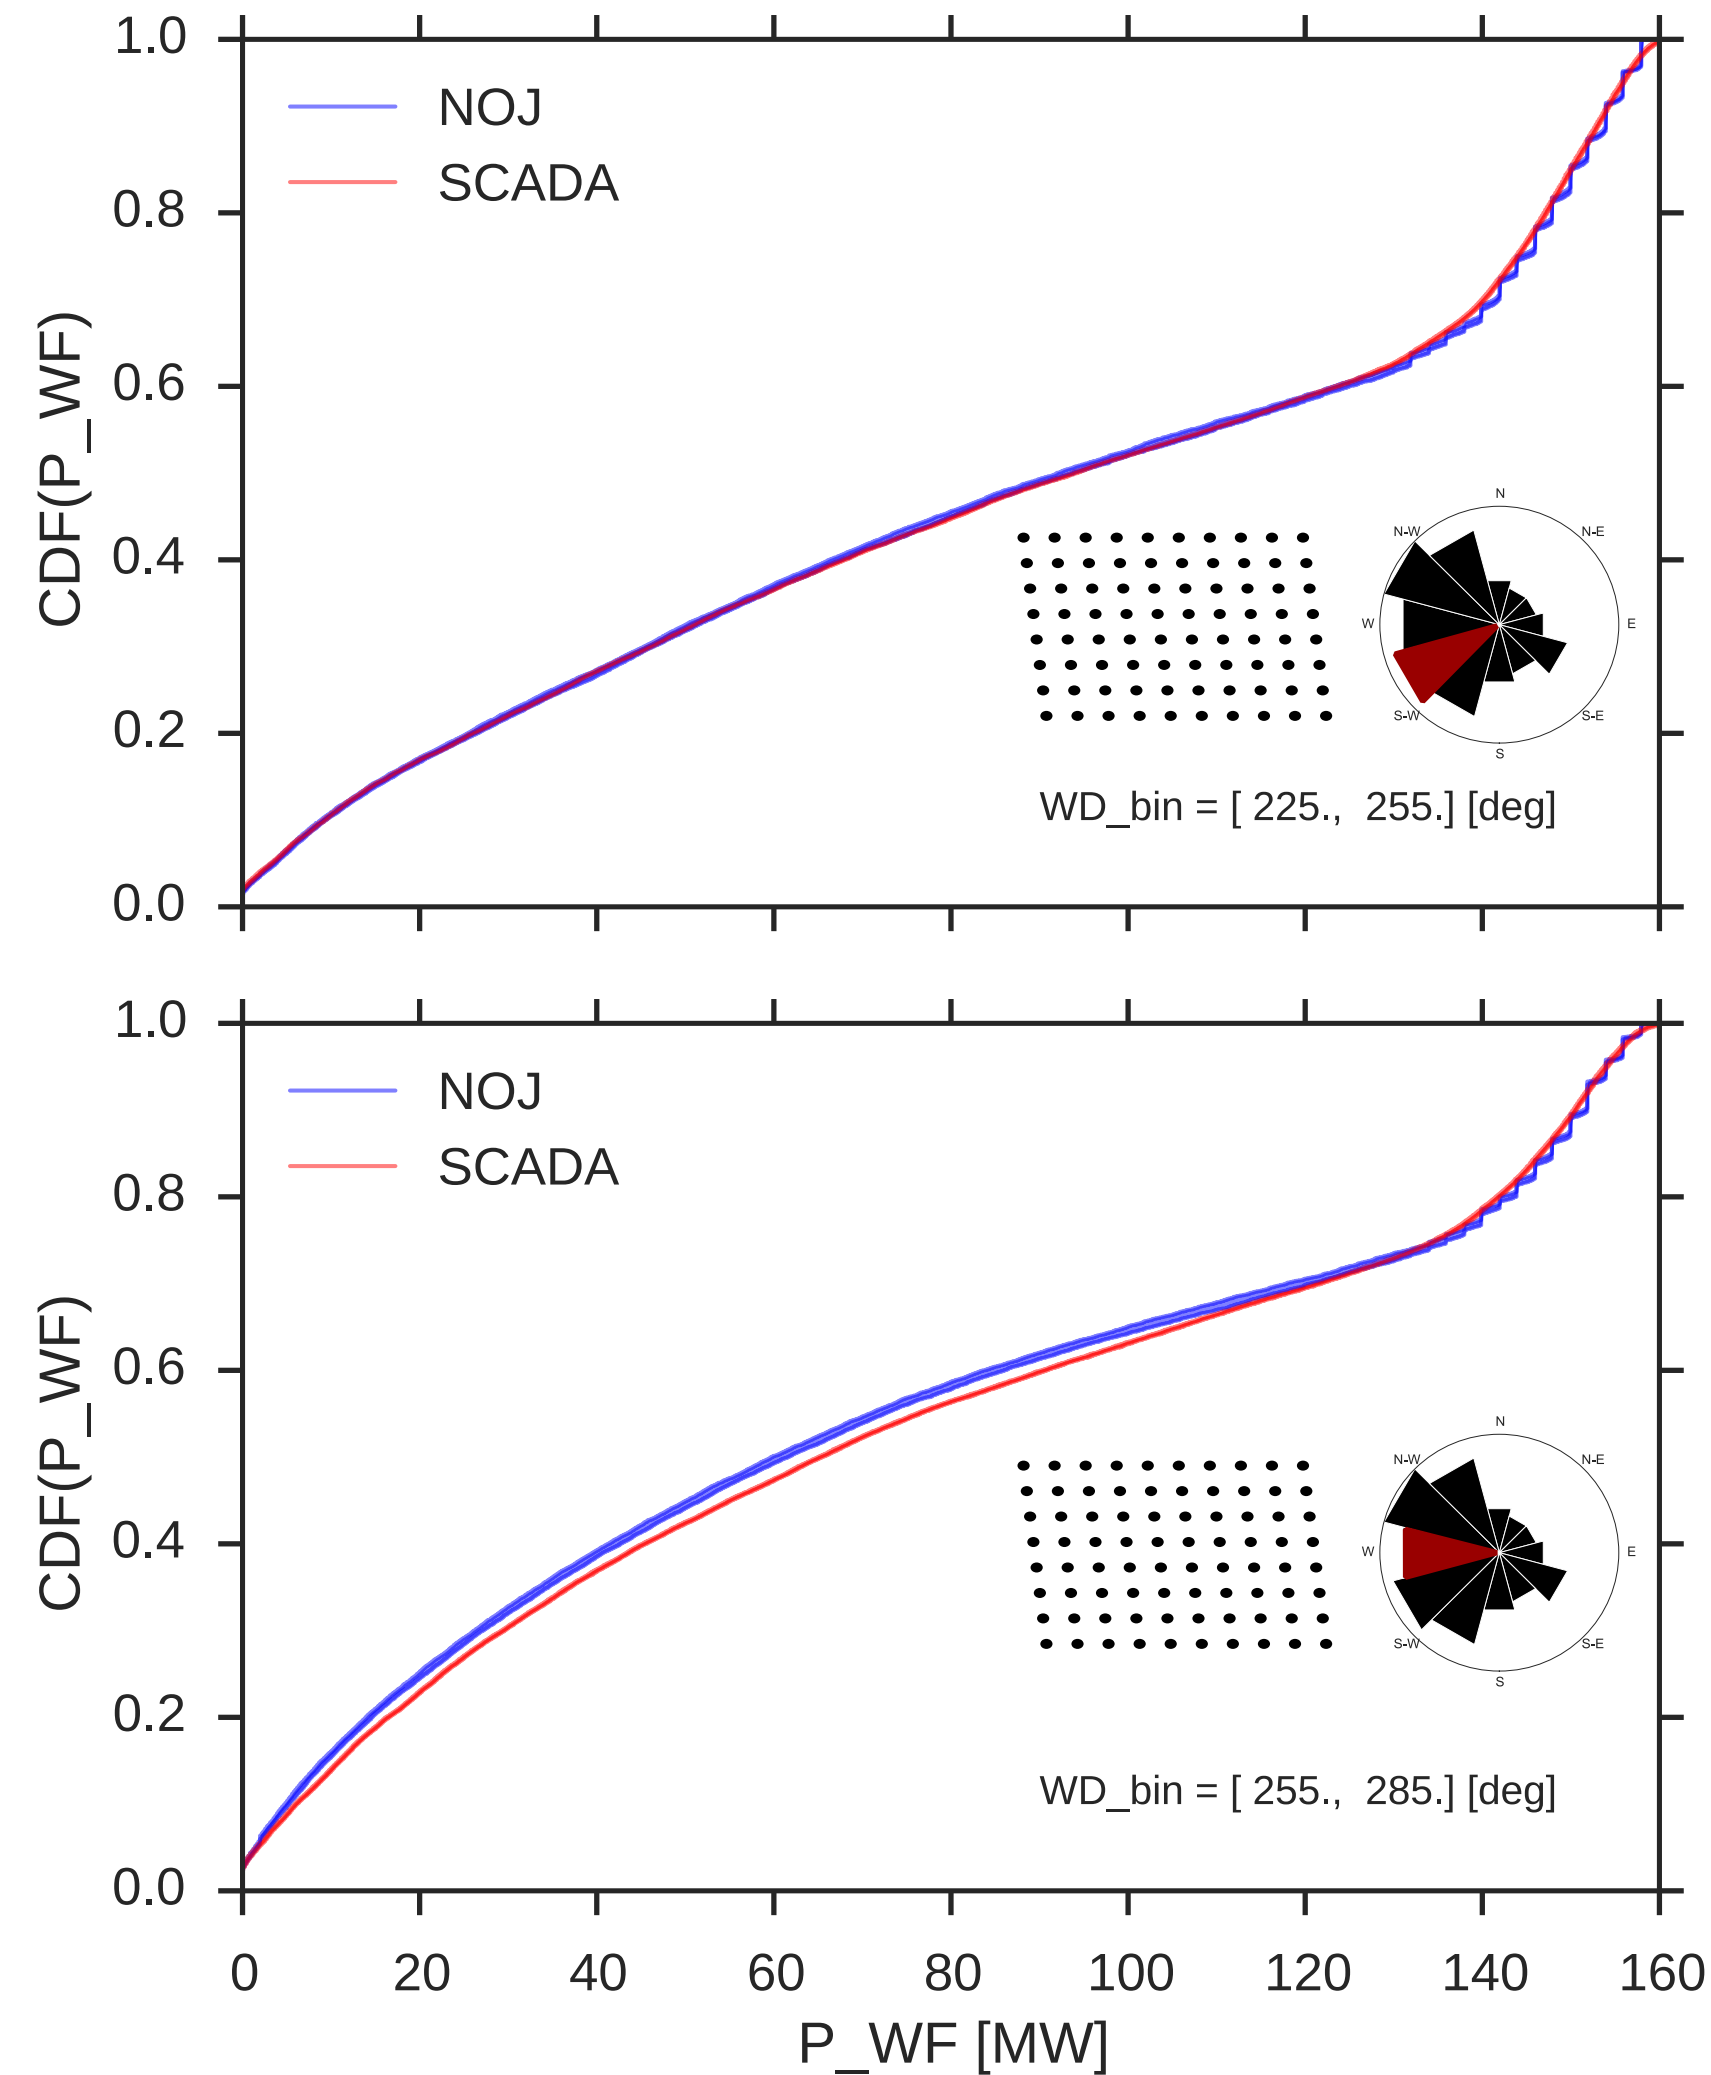 1.0
NOJ
SCADA
0.8
0.6
CDF(P_WF)
0.4
0.2
0.0
N
N-W N-E
W E
S-W S-E
S
WD_bin = [ 225.,  255.] [deg]
1.0
NOJ
SCADA
0.8
0.6
CDF(P_WF)
0.4
0.2
0.0
N
N-W N-E
W E
S-W S-E
S
WD_bin = [ 255.,  285.] [deg]
0 20 40 60 80 100 120 140 160
P_WF [MW]